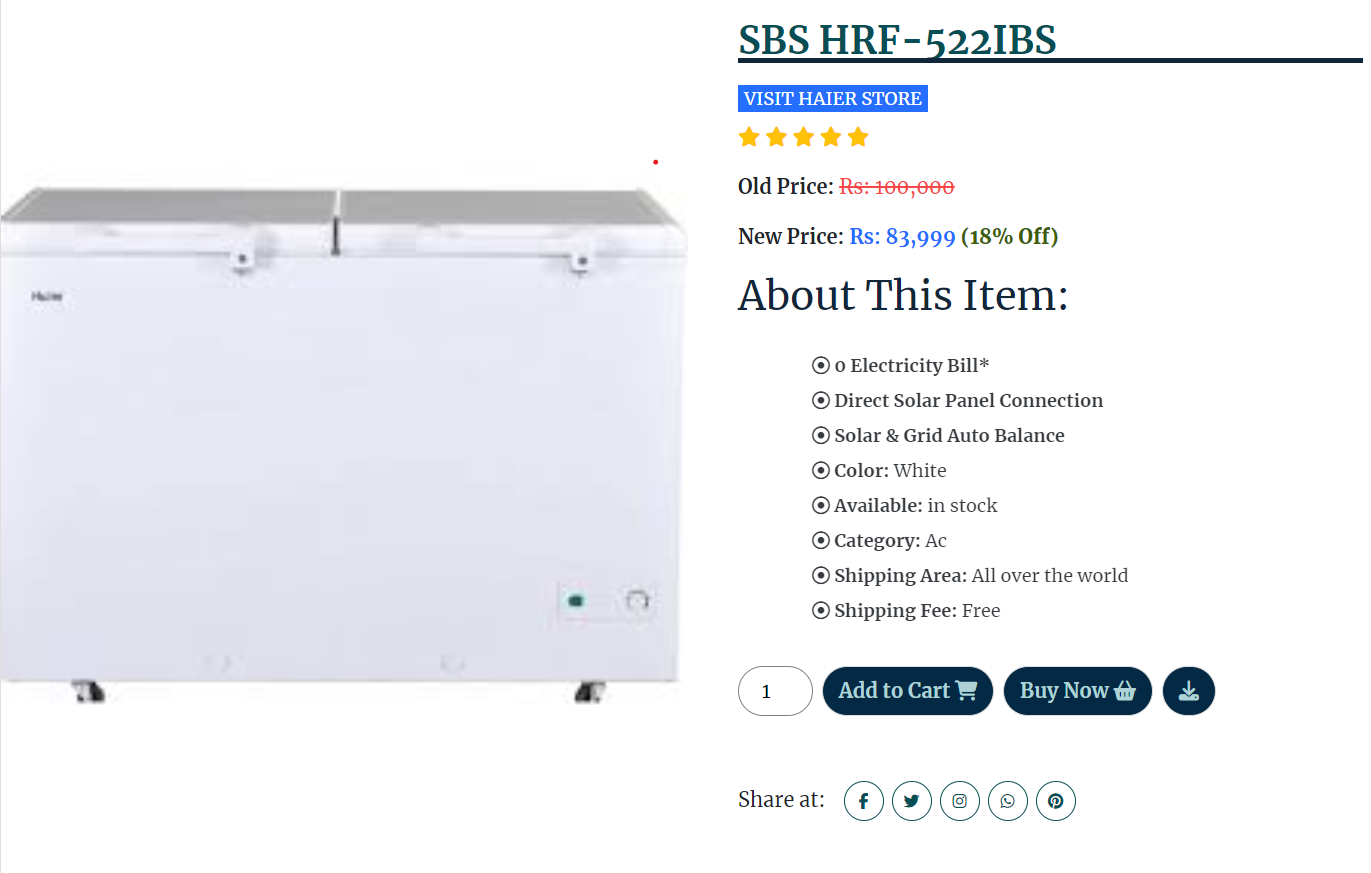 SBS HRF-522IBS
VISIT HAIER STORE
Old Price: Rs: 100,000
New Price: Rs: 83,999 (18% Off)
About This Item:
0 Electricity Bill*
Direct Solar Panel Connection
Solar & Grid Auto Balance
Color: White
Available: in stock
Category: Ac
Shipping Area: All over the world
Shipping Fee: Free
1
Add to Cart
Buy Now
Share at:
Haier